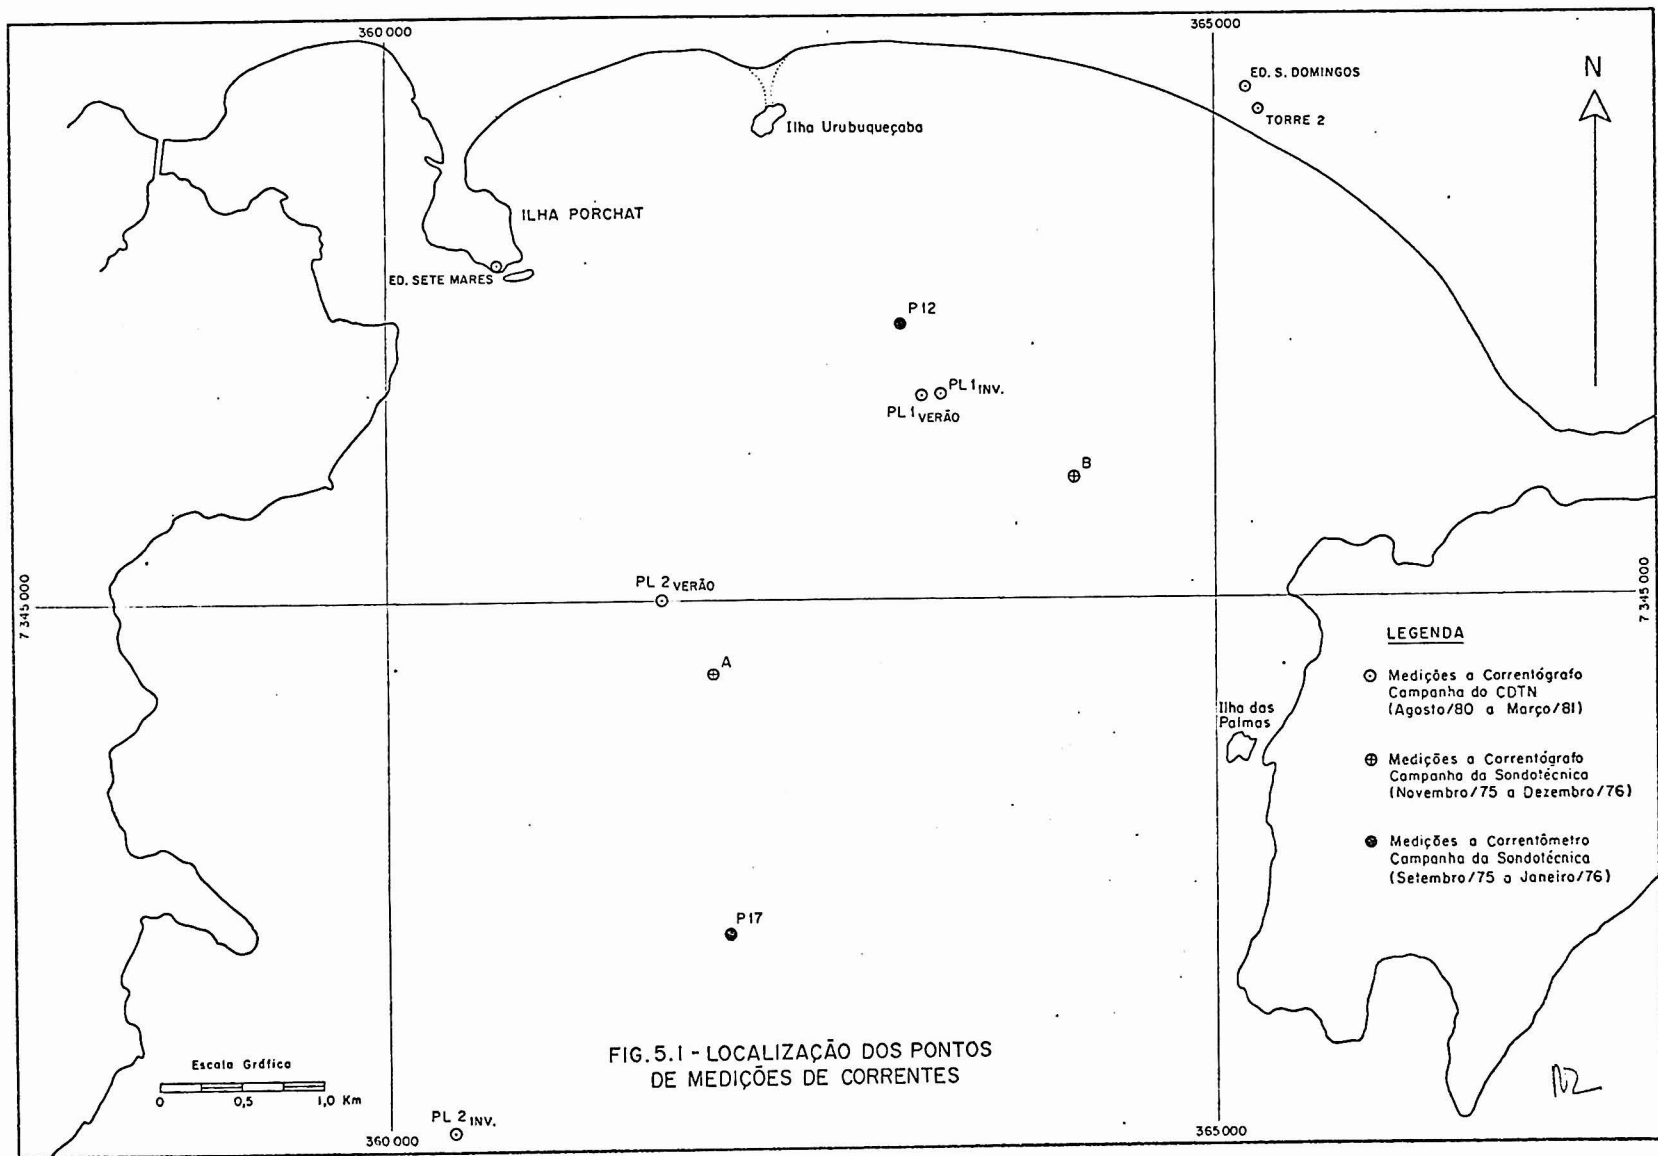 360 000
365 000
ED. S. DOMINGOS
TORRE 2
N
Ilha Urubuqueçaba
ILHA PORCHAT
ED. SETE MARES
P 12
PL 1 INV.
PL 1 VERÃO
B
PL 2 VERÃO
7 345 000
7 345 000
A
LEGENDA
Medições a Correntógrafo
Campanha do CDTN
(Agosto/80 a Março/81)
Ilha das
Palmas
Medições a Correntógrafo
Campanha da Sondotécnica
(Novembro/75 a Dezembro/76)
Medições a Correntômetro
Campanha da Sondotécnica
(Setembro/75 a Janeiro/76)
P 17
FIG. 5.1 - LOCALIZAÇÃO DOS PONTOS
DE MEDIÇÕES DE CORRENTES
Escala Gráfica
0 0,5 1,0 Km
PL 2 INV.
360 000
365 000